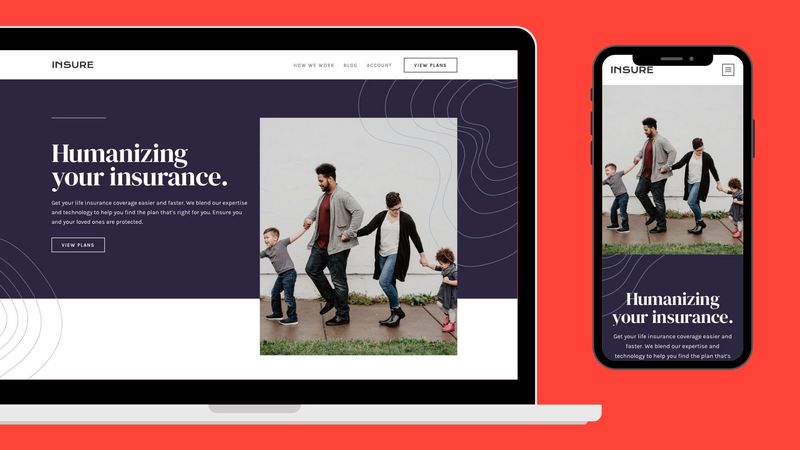 INSURE
HOW WE WORK BLOG ACCOUNT VIEW PLANS
Humanizing
your insurance.
Get your life insurance coverage easier and faster. We blend our expertise
and technology to help you find the plan that's right for you. Ensure you
and your loved ones are protected.
VIEW PLANS
INSURE
Humanizing
your insurance.
Get your life insurance coverage easier and
faster. We blend our expertise and
technology to help you find the plan that's